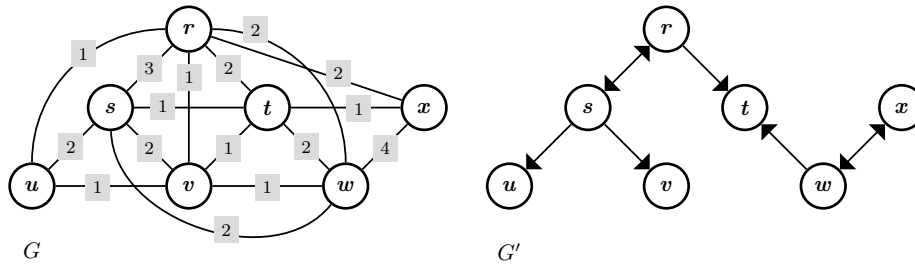 r 2 r
1
3 1 2 2
s 1 t 1 x s t x
2 2 1 2 4
u 1 v 1 w u v w
2
G G′